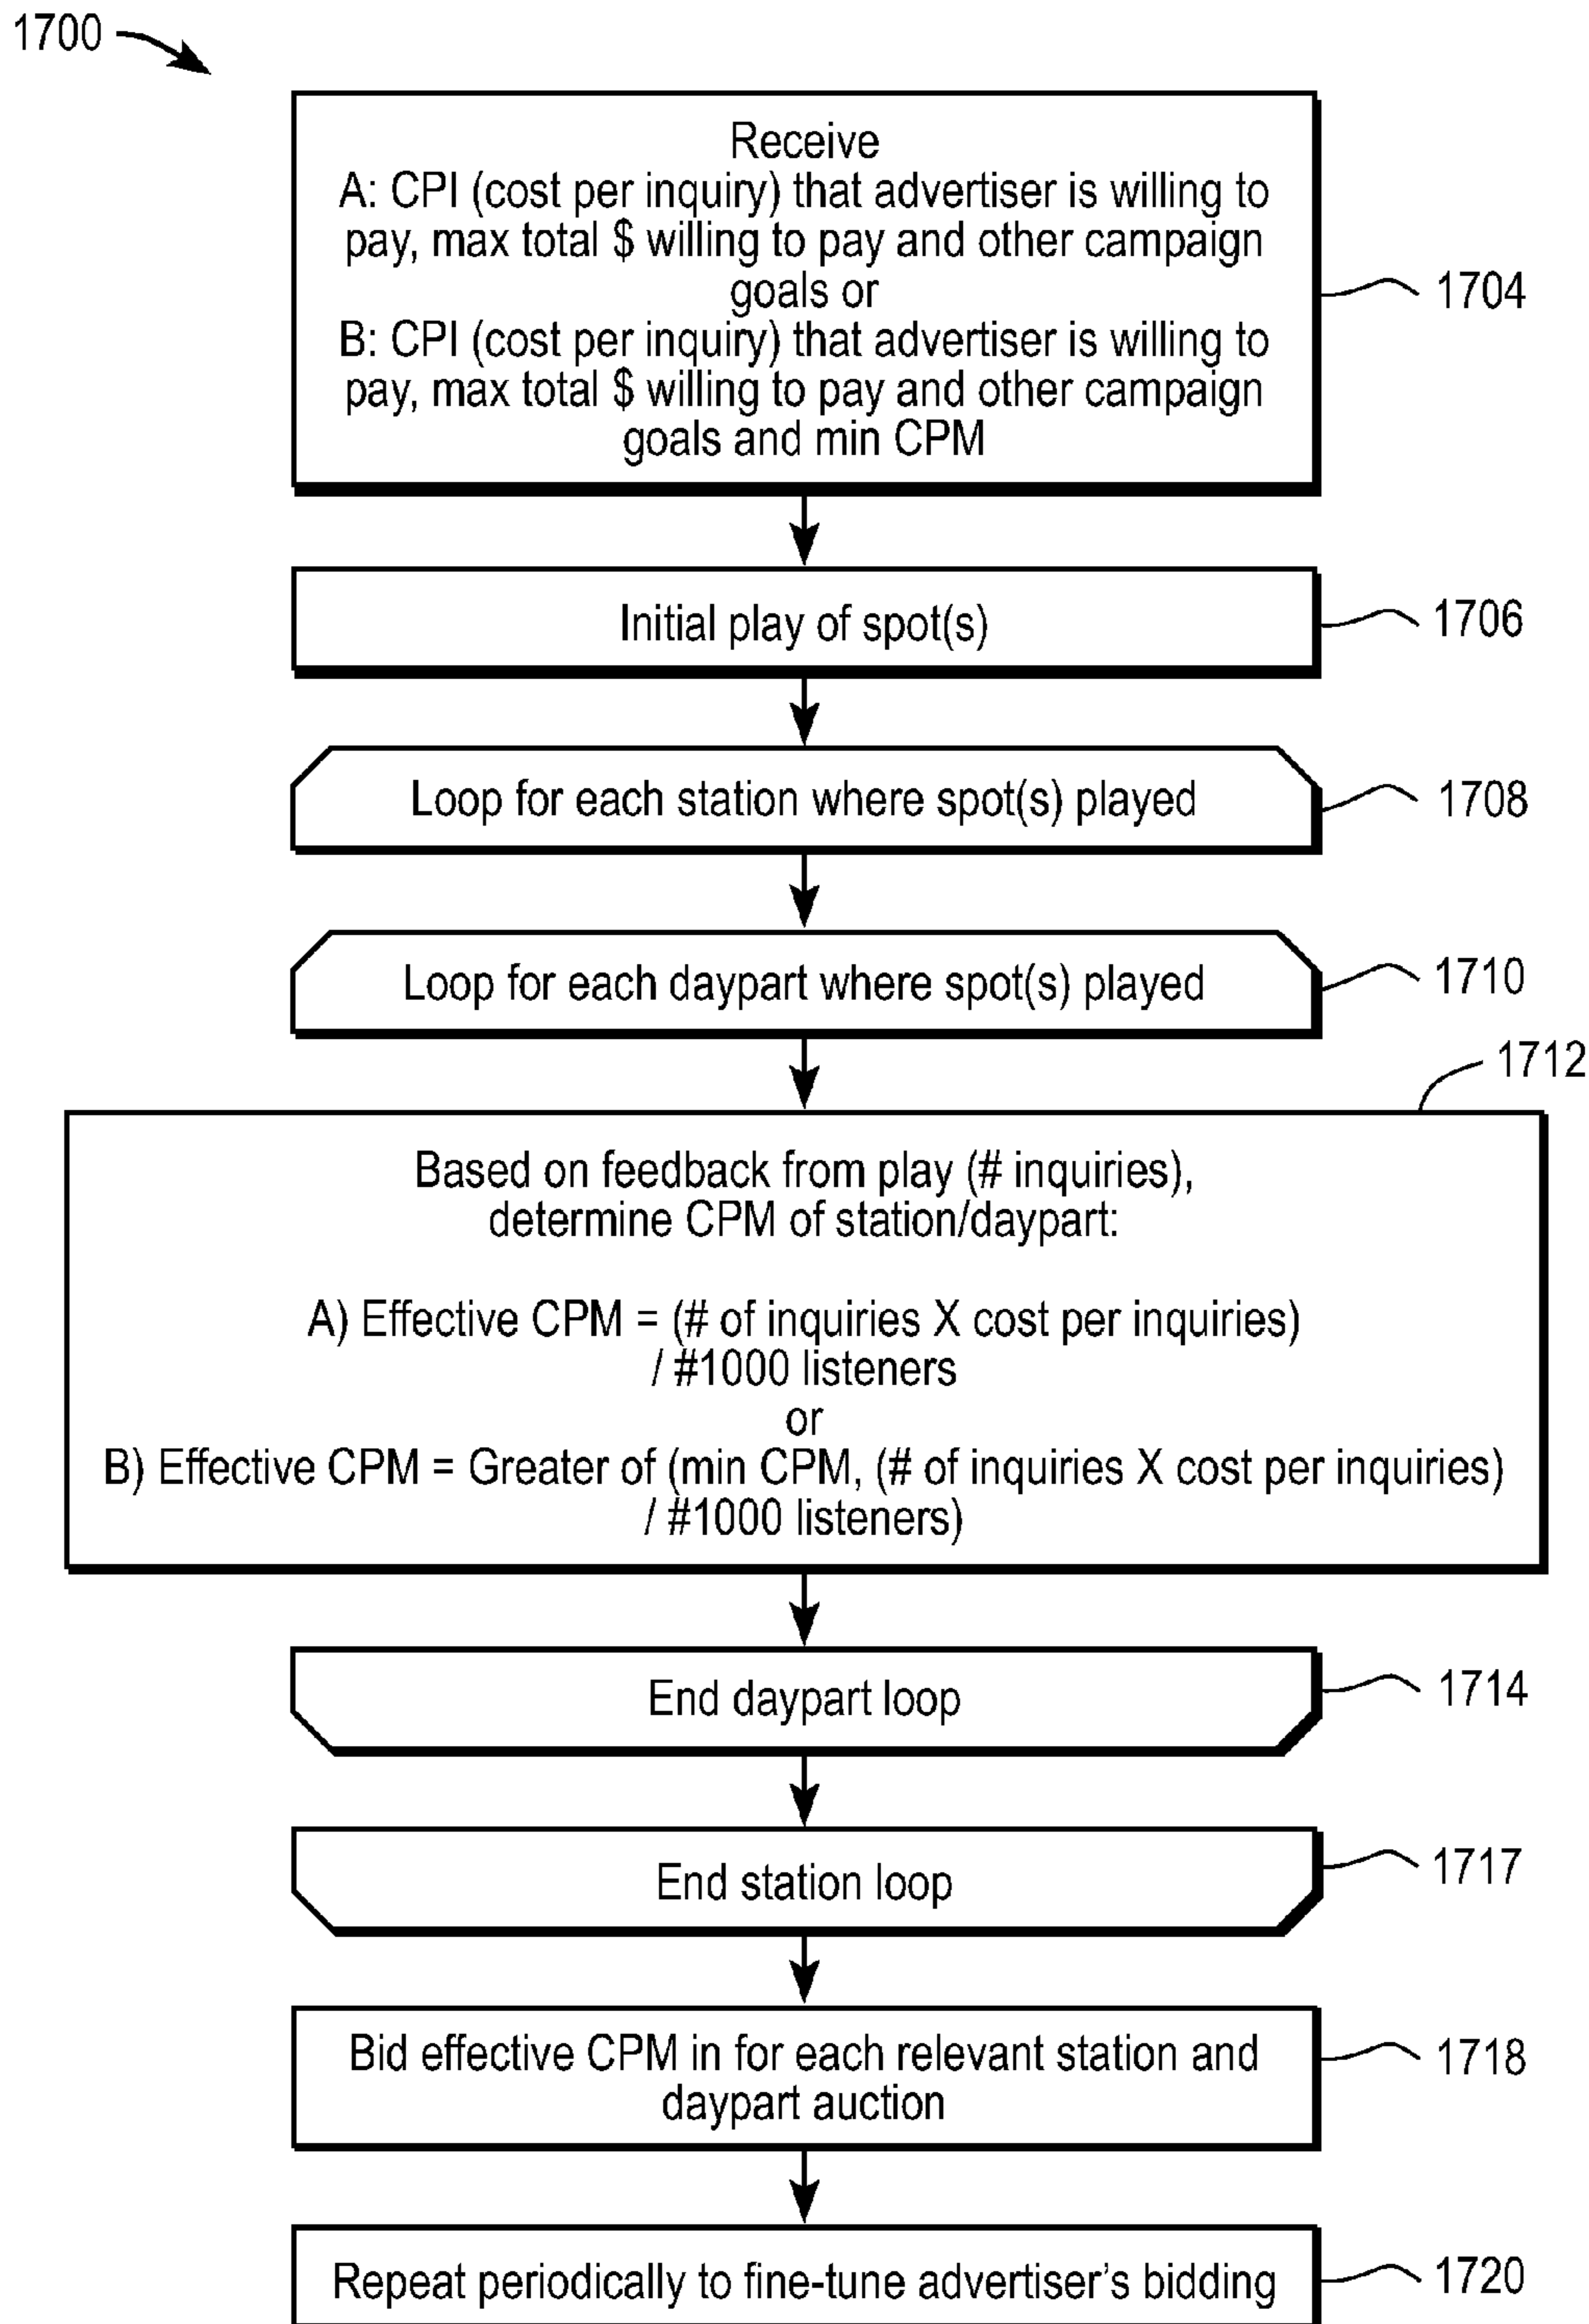 1700
Receive
A: CPI (cost per inquiry) that advertiser is willing to
pay, max total $ willing to pay and other campaign
goals or
B: CPI (cost per inquiry) that advertiser is willing to
pay, max total $ willing to pay and other campaign
goals and min CPM
1704
Initial play of spot(s)
1706
Loop for each station where spot(s) played
1708
Loop for each daypart where spot(s) played
1710
1712
Based on feedback from play (# inquiries),
determine CPM of station/daypart:
A) Effective CPM = (# of inquiries X cost per inquiries)
/ #1000 listeners
or
B) Effective CPM = Greater of (min CPM, (# of inquiries X cost per inquiries)
/ #1000 listeners)
End daypart loop
1714
End station loop
1717
Bid effective CPM in for each relevant station and
daypart auction
1718
Repeat periodically to fine-tune advertiser's bidding
1720